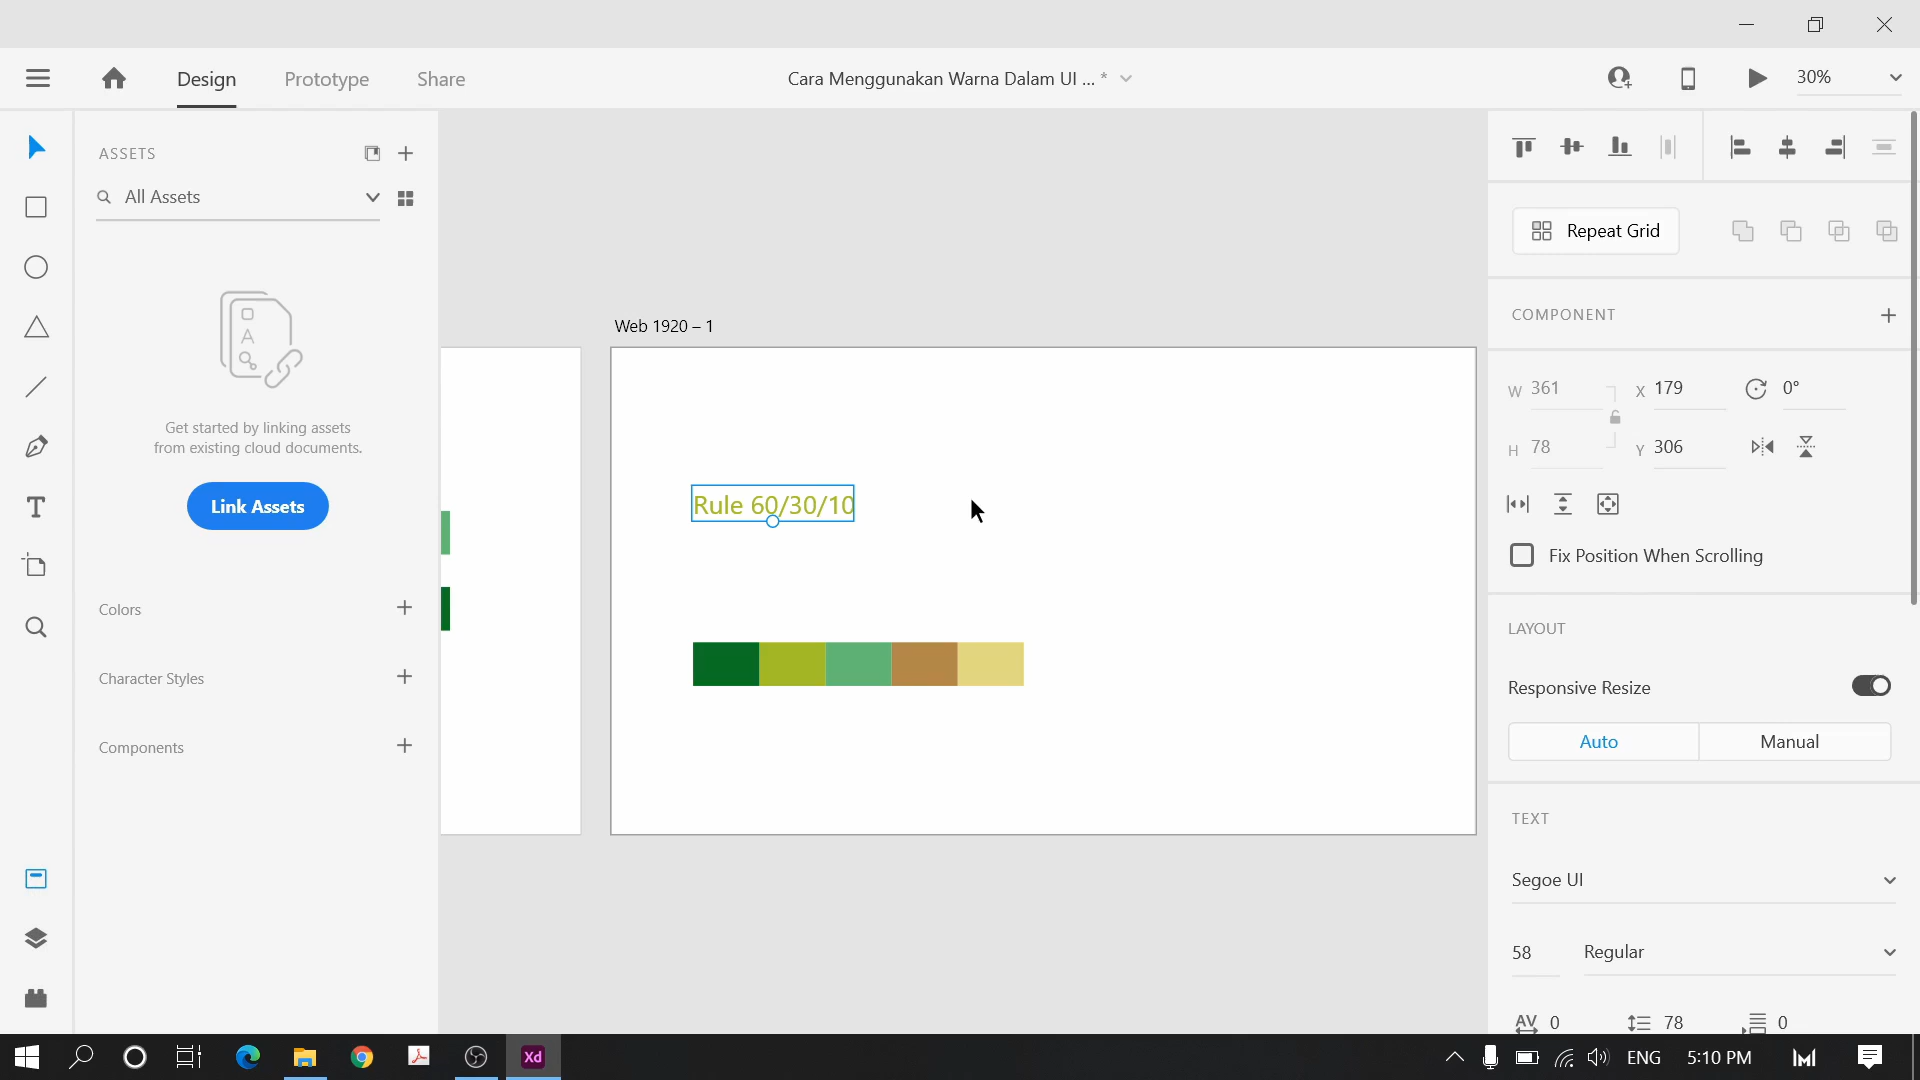 Design
Prototype
Share
Cara Menggunakan Warna Dalam UI ... *
30%
ASSETS
All Assets
Get started by linking assets
from existing cloud documents.
Link Assets
Colors
Character Styles
Components
Web 1920 – 1
Rule 60/30/10
Repeat Grid
COMPONENT
W 361
X 179
0°
H 78
Y 306
Fix Position When Scrolling
LAYOUT
Responsive Resize
Auto
Manual
TEXT
Segoe UI
58
Regular
AV 0
78
0
Xd
ENG
5:10 PM